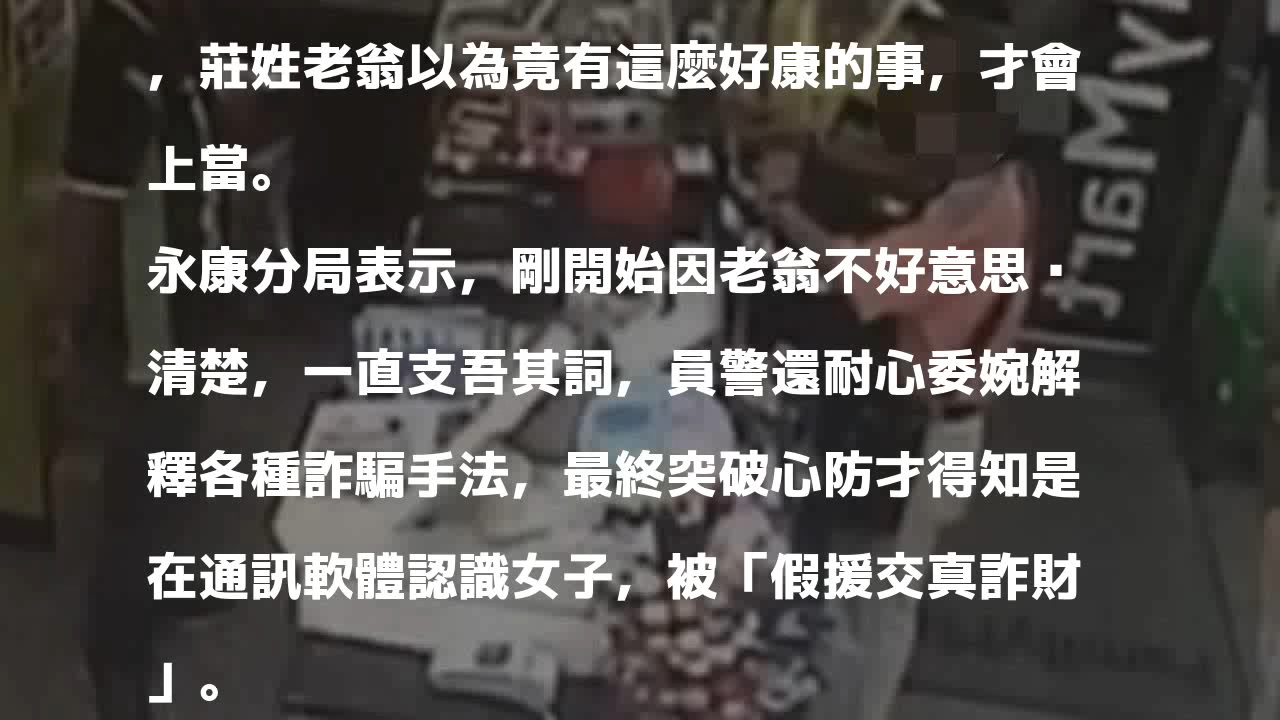 ，莊姓老翁以為竟有這麼好康的事，才會
上當。
永康分局表示，剛開始因老翁不好意思·
清楚，一直支吾其詞，員警還耐心委婉解
釋各種詐騙手法，最終突破心防才得知是
在通訊軟體認識女子，被「假援交真詐財
」。